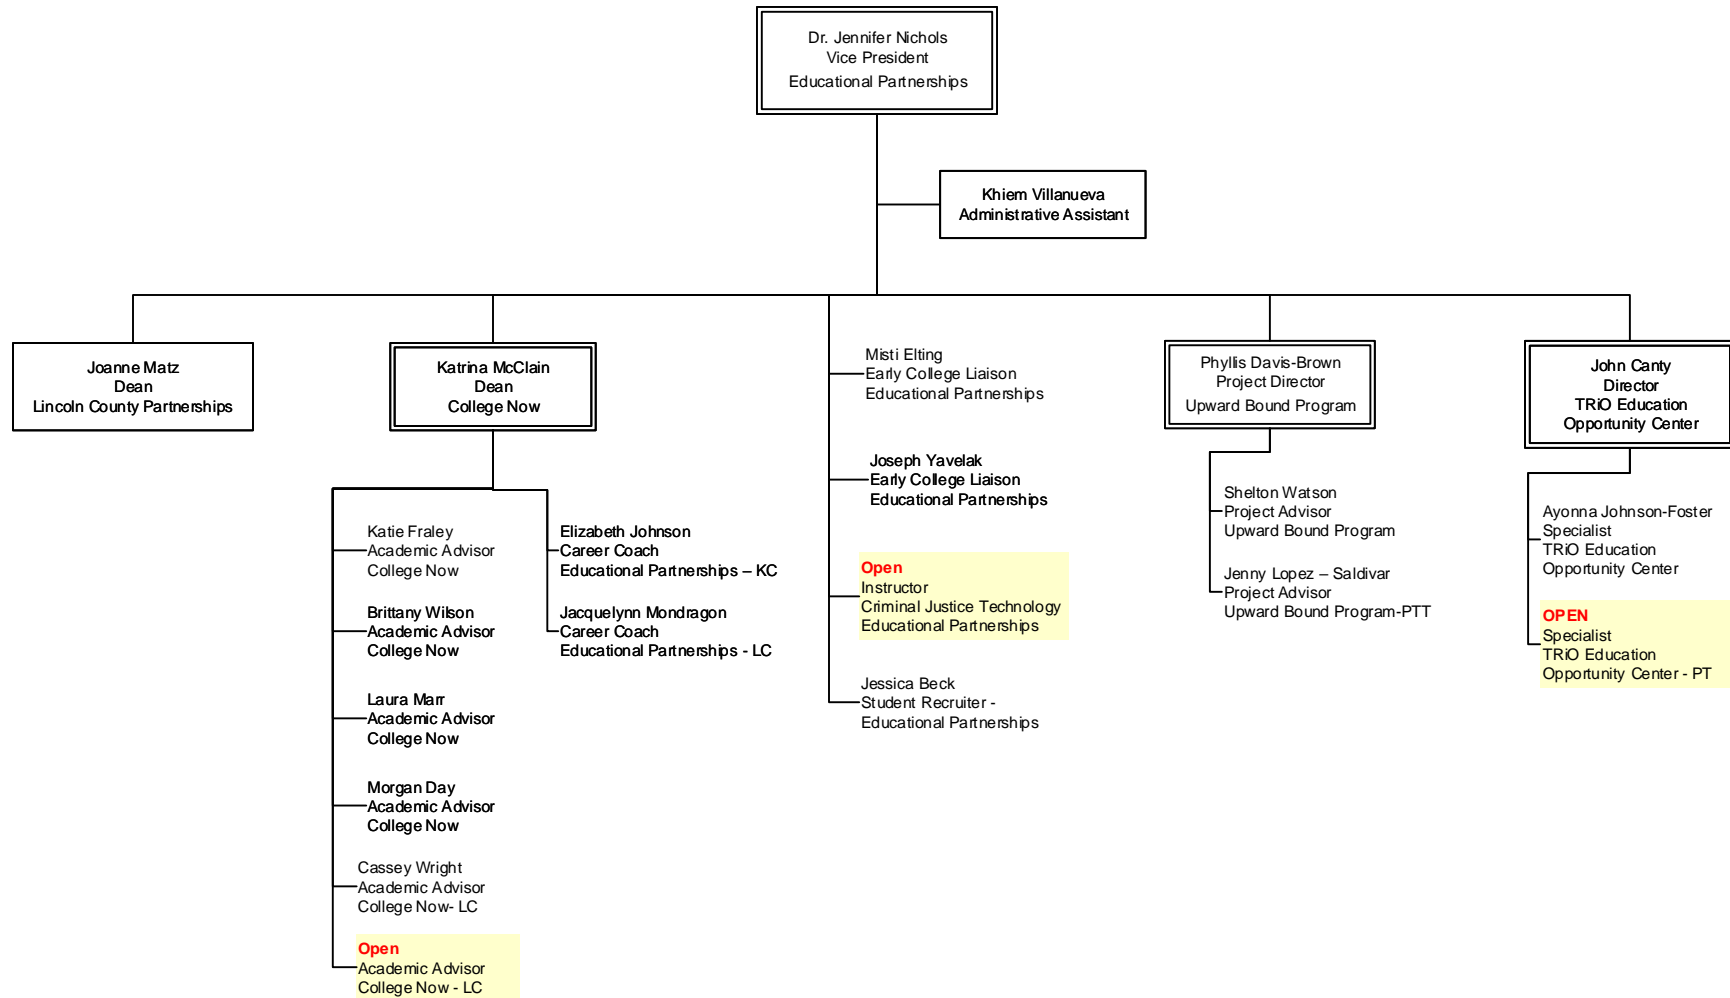 Dr. Jennifer Nichols
Vice President
Educational Partnerships
Khiem Villanueva
Administrative Assistant
Joanne Matz
Dean
Lincoln County Partnerships
Katrina McClain
Dean
College Now
Katie Fraley
Academic Advisor
College Now
Brittany Wilson
Academic Advisor
College Now
Laura Marr
Academic Advisor
College Now
Morgan Day
Academic Advisor
College Now
Cassey Wright
Academic Advisor
College Now- LC
Open
Academic Advisor
College Now - LC
Elizabeth Johnson
Career Coach
Educational Partnerships – KC
Jacquelynn Mondragon
Career Coach
Educational Partnerships - LC
Misti Elting
Early College Liaison
Educational Partnerships
Joseph Yavelak
Early College Liaison
Educational Partnerships
Open
Instructor
Criminal Justice Technology
Educational Partnerships
Jessica Beck
Student Recruiter -
Educational Partnerships
Phyllis Davis-Brown
Project Director
Upward Bound Program
Shelton Watson
Project Advisor
Upward Bound Program
Jenny Lopez – Saldivar
Project Advisor
Upward Bound Program-PTT
John Canty
Director
TRiO Education
Opportunity Center
Ayonna Johnson-Foster
Specialist
TRiO Education
Opportunity Center
OPEN
Specialist
TRiO Education
Opportunity Center - PT